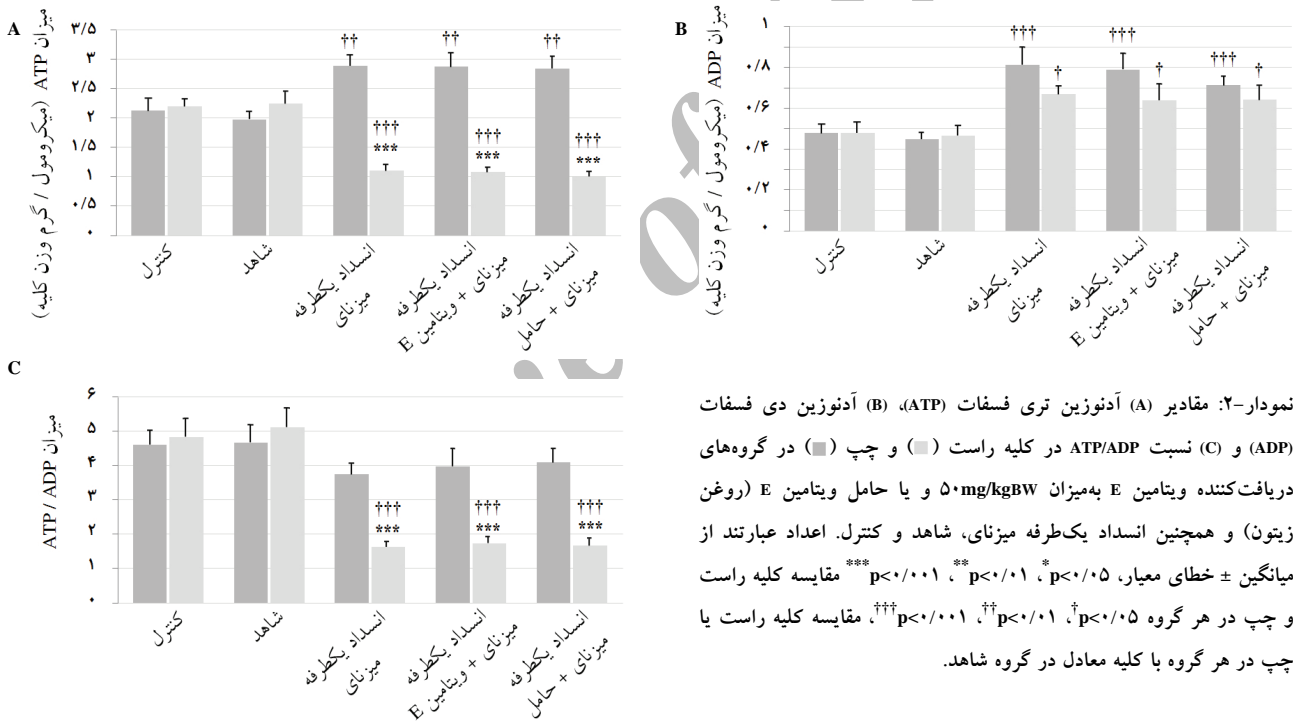 A
میزان ATP (میکرومول / گرم وزن کلیه)
۳/۵
۳
۲/۵
۲
۱/۵
۱
۰/۵
۰
†† †† ††
††† ††† †††
*** *** ***
کنترل
شاهد
انسداد یکطرفه
میزنای
انسداد یکطرفه
میزنای + ویتامین E
انسداد یکطرفه
میزنای + حامل
B
میزان ADP (میکرومول / گرم وزن کلیه)
۱
۰/۸
۰/۶
۰/۴
۰/۲
۰
††† ††† †††
† † †
کنترل
شاهد
انسداد یکطرفه
میزنای
انسداد یکطرفه
میزنای + ویتامین E
انسداد یکطرفه
میزنای + حامل
C
میزان ATP / ADP
۶
۵
۴
۳
۲
۱
۰
††† ††† †††
*** *** ***
کنترل
شاهد
انسداد یکطرفه
میزنای
انسداد یکطرفه
میزنای + ویتامین E
انسداد یکطرفه
میزنای + حامل
نمودار-۲: مقادیر (A) آدنوزین تری فسفات (ATP)، (B) آدنوزین دی فسفات
(ADP) و (C) نسبت ATP/ADP در کلیه راست (▒) و چپ (■) در گروه‌های
دریافت‌کننده ویتامین E به‌میزان ۵۰mg/kgBW و یا حامل ویتامین E (روغن
زیتون) و همچنین انسداد یک‌طرفه میزنای، شاهد و کنترل. اعداد عبارتند از
میانگین ± خطای معیار، *p<۰/۰۵، **p<۰/۰۱، ***p<۰/۰۰۱ مقایسه کلیه راست
و چپ در هر گروه †p<۰/۰۵، ††p<۰/۰۱، †††p<۰/۰۰۱، مقایسه کلیه راست یا
چپ در هر گروه با کلیه معادل در گروه شاهد.